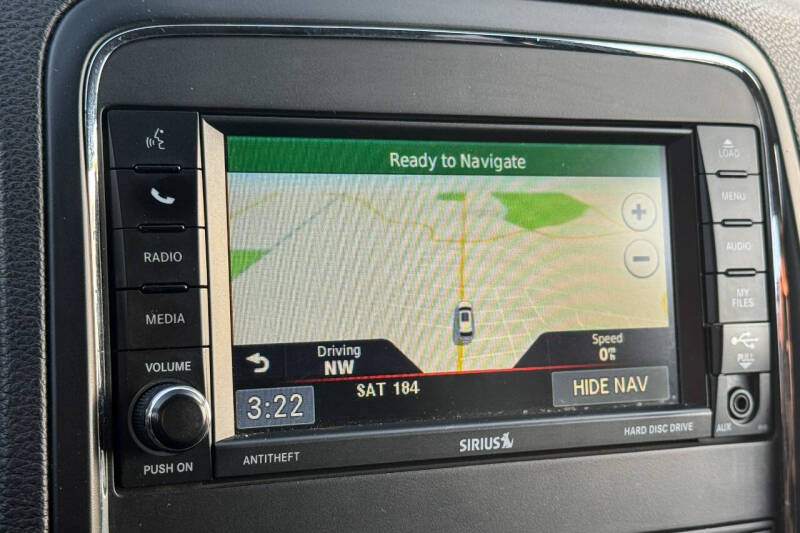 Ready to Navigate
LOAD
MENU
RADIO
AUDIO
MEDIA
MY
FILES
VOLUME
PULL
Driving
NW
Speed
0
SAT 184
HIDE NAV
3:22
PUSH ON
ANTITHEFT
SIRIUS
HARD DISC DRIVE
AUX